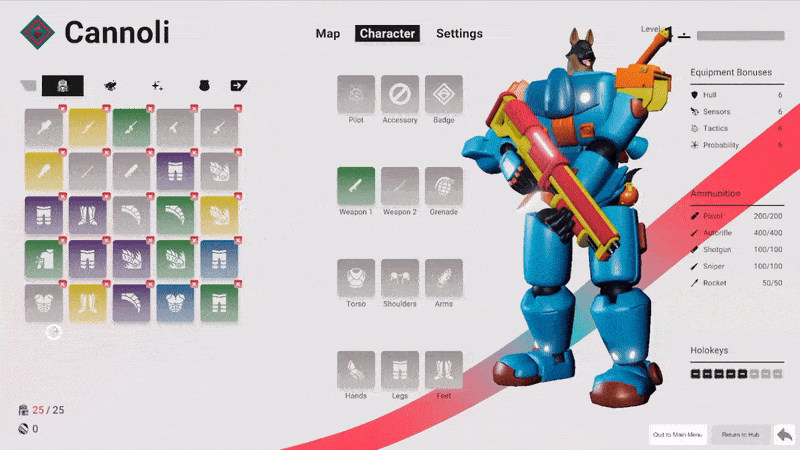 Cannoli
Map Character Settings
Level
Pilot Accessory Badge
Weapon 1 Weapon 2 Grenade
Torso Shoulders Arms
Hands Legs Feet
25 / 25
0
Equipment Bonuses
Hull 6
Sensors 6
Tactics 6
Probability 6
Ammunition
Pistol 200/200
Autorifle 400/400
Shotgun 100/100
Sniper 100/100
Rocket 50/50
Holokeys
Quit to Main Menu Return to Hub